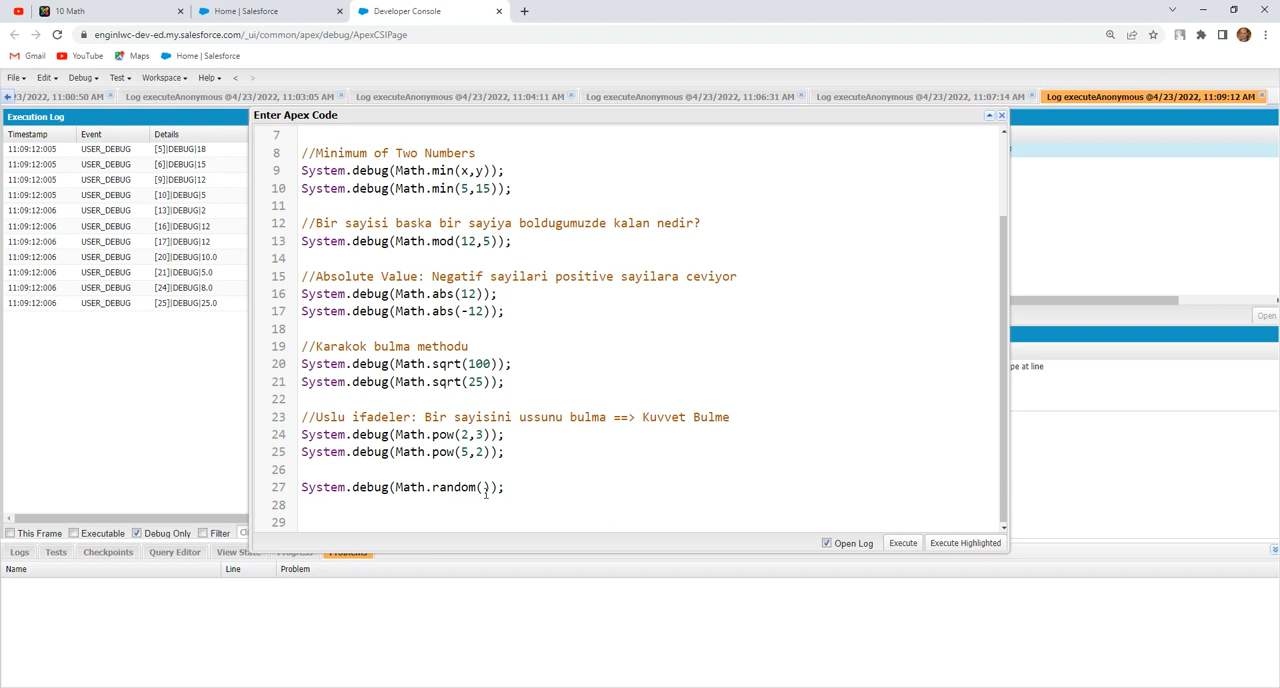 10 Math
Home | Salesforce
Developer Console
enginlwc-dev-ed.my.salesforce.com/_ui/common/apex/debug/ApexCSIPage
Gmail
YouTube
Maps
Home | Salesforce
File
Edit
Debug
Test
Workspace
Help
<
>
23/2022, 11:00:50 AM
Log executeAnonymous @4/23/2022, 11:03:05 AM
Log executeAnonymous @4/23/2022, 11:04:11 AM
Log executeAnonymous @4/23/2022, 11:06:31 AM
Log executeAnonymous @4/23/2022, 11:07:14 AM
Log executeAnonymous @4/23/2022, 11:09:12 AM
Execution Log
Timestamp Event Details
11:09:12:005 USER_DEBUG [5]|DEBUG|18
11:09:12:005 USER_DEBUG [6]|DEBUG|15
11:09:12:005 USER_DEBUG [9]|DEBUG|12
11:09:12:005 USER_DEBUG [10]|DEBUG|5
11:09:12:006 USER_DEBUG [13]|DEBUG|2
11:09:12:006 USER_DEBUG [16]|DEBUG|12
11:09:12:006 USER_DEBUG [17]|DEBUG|12
11:09:12:006 USER_DEBUG [20]|DEBUG|10.0
11:09:12:006 USER_DEBUG [21]|DEBUG|5.0
11:09:12:006 USER_DEBUG [24]|DEBUG|8.0
11:09:12:006 USER_DEBUG [25]|DEBUG|25.0
Enter Apex Code
7
8 //Minimum of Two Numbers
9 System.debug(Math.min(x,y));
10 System.debug(Math.min(5,15));
11
12 //Bir sayisi baska bir sayiya boldugumuzde kalan nedir?
13 System.debug(Math.mod(12,5));
14
15 //Absolute Value: Negatif sayilari positive sayilara ceviyor
16 System.debug(Math.abs(12));
17 System.debug(Math.abs(-12));
18
19 //Karakok bulma methodu
20 System.debug(Math.sqrt(100));
21 System.debug(Math.sqrt(25));
22
23 //Uslu ifadeler: Bir sayisini ussunu bulma ==> Kuvvet Bulme
24 System.debug(Math.pow(2,3));
25 System.debug(Math.pow(5,2));
26
27 System.debug(Math.random());
28
29
Open Log
Execute
Execute Highlighted
Open
pe at line
This Frame
Executable
Debug Only
Filter
Logs
Tests
Checkpoints
Query Editor
View State
Progress
Problems
Name Line Problem